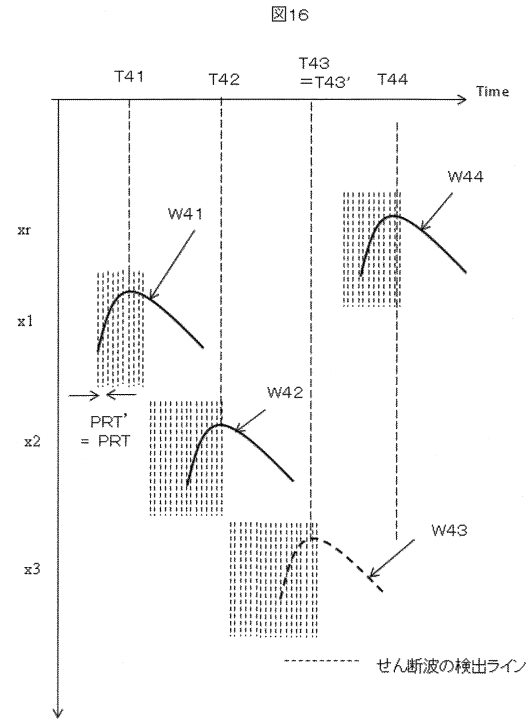 図16
T41
T42
T43
=T43'
T44
Time
W44
xr
W41
x1
PRT'
= PRT
W42
x2
W43
x3
せん断波の検出ライン